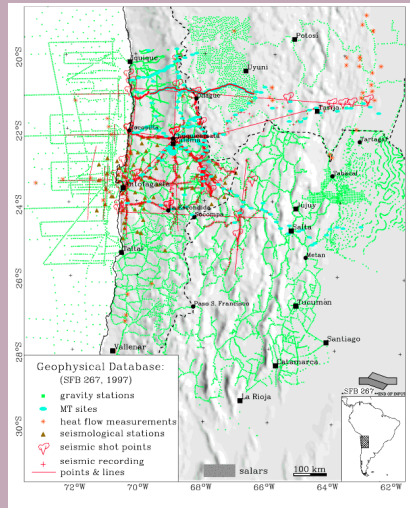 Potosi
20°S
Iquique
Uyuni
Tarija
22°S
Tartagal
Calama
Tabacal
24°S
Antofagasta
Jujuy
Socompa
Salta
Taltal
Metan
26°S
Paso S. Francisco
Tucuman
28°S
Vallenar
Santiago
Catamarca
La Rioja
30°S
Geophysical Database:
(SFB 267, 1997)
gravity stations
MT sites
heat flow measurements
seismological stations
seismic shot points
seismic recording
points & lines
salars
100 km
SFB 267
72°W 70°W 68°W 66°W 64°W 62°W